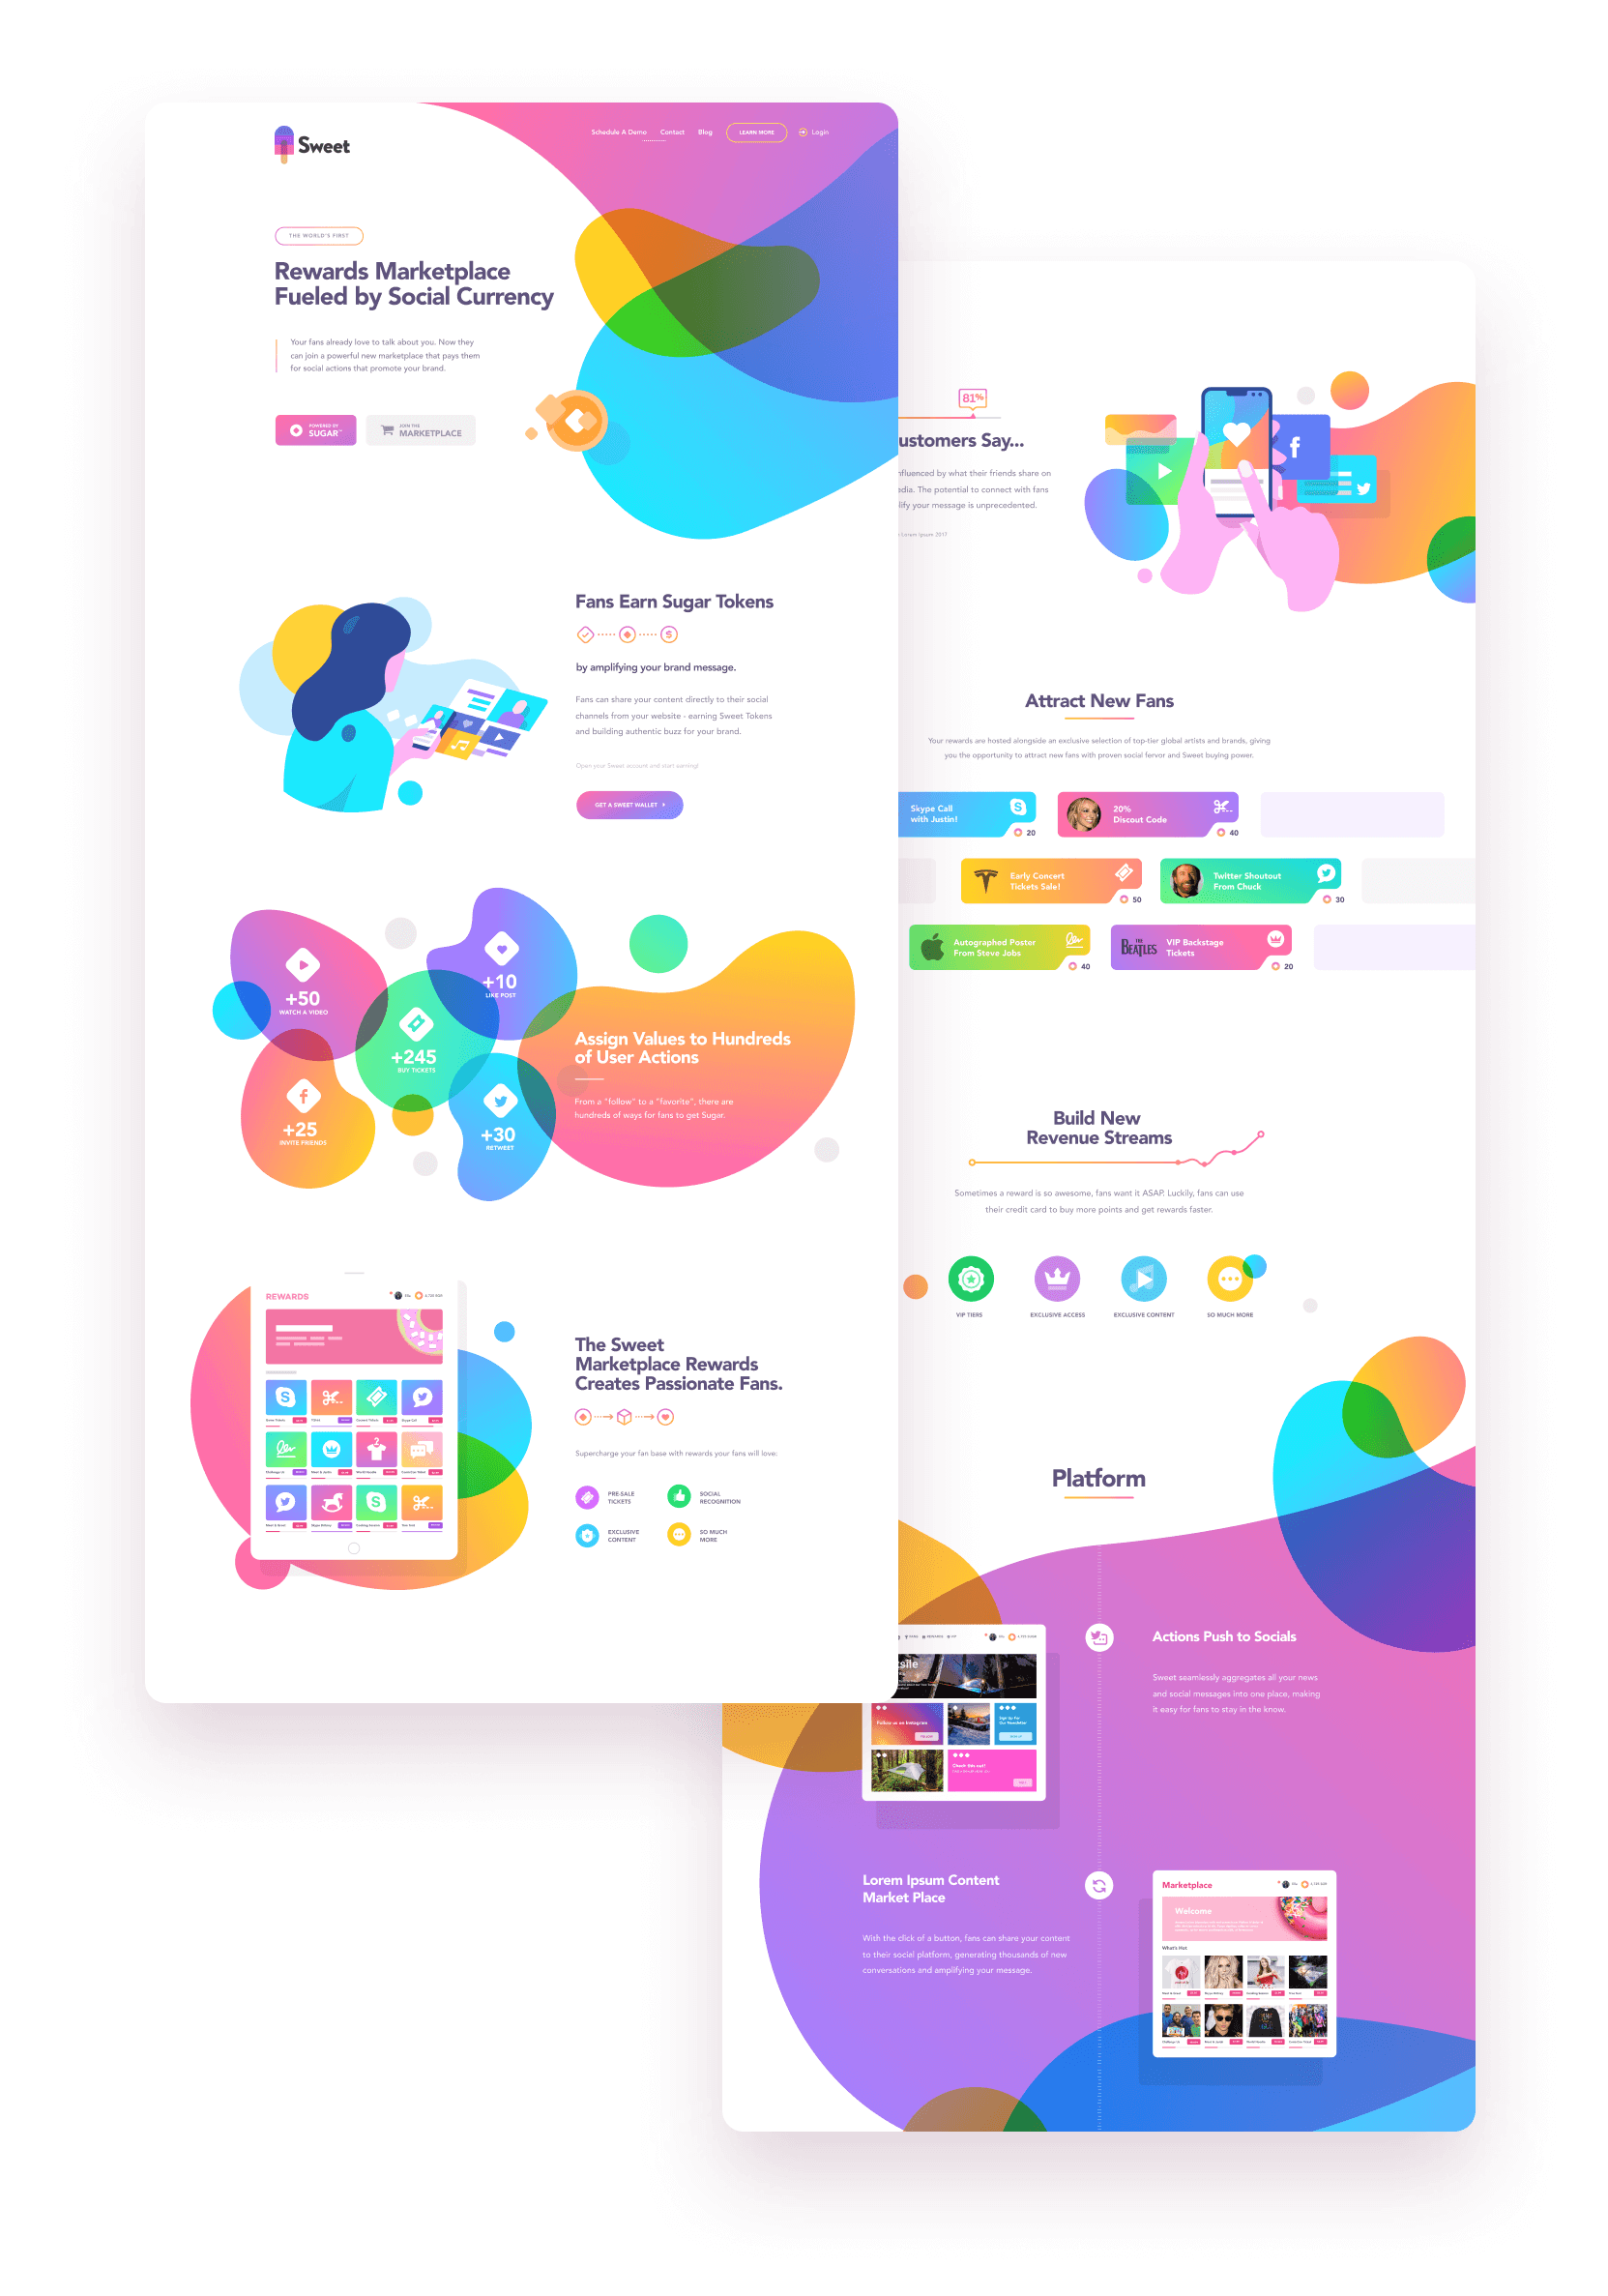 Sweet
Schedule A Demo
Contact
Blog
LEARN MORE
Login
THE WORLD'S FIRST
Rewards Marketplace
Fueled by Social Currency
Your fans already love to talk about you. Now they
can join a powerful new marketplace that pays them
for social actions that promote your brand.
POWERED BY
SUGAR™
JOIN THE
MARKETPLACE
Fans Earn Sugar Tokens
by amplifying your brand message.
Fans can share your content directly to their social
channels from your website - earning Sweet Tokens
and building authentic buzz for your brand.
Open your Sweet account and start earning!
GET A SWEET WALLET
+50
WATCH A VIDEO
+10
LIKE POST
+245
BUY TICKETS
+25
INVITE FRIENDS
+30
RETWEET
Assign Values to Hundreds
of User Actions
From a "follow" to a "favorite", there are
hundreds of ways for fans to get Sugar.
REWARDS
The Sweet
Marketplace Rewards
Creates Passionate Fans.
Supercharge your fan base with rewards your fans will love:
PRE-SALE
TICKETS
SOCIAL
RECOGNITION
EXCLUSIVE
CONTENT
SO MUCH
MORE
81%
ustomers Say...
nfluenced by what their friends share on
edia. The potential to connect with fans
lify your message is unprecedented.
Lorem Ipsum 2017
Attract New Fans
Your rewards are hosted alongside an exclusive selection of top-tier global artists and brands, giving
you the opportunity to attract new fans with proven social fervor and Sweet buying power.
Skype Call
with Justin!
20
20%
Discout Code
40
Early Concert
Tickets Sale!
50
Twitter Shoutout
From Chuck
30
Autographed Poster
From Steve Jobs
40
THE
BEATLES
VIP Backstage
Tickets
20
Build New
Revenue Streams
Sometimes a reward is so awesome, fans want it ASAP. Luckily, fans can use
their credit card to buy more points and get rewards faster.
VIP TIERS
EXCLUSIVE ACCESS
EXCLUSIVE CONTENT
SO MUCH MORE
Platform
Follow us on Instagram
FOLLOW
Sign Up For
Our Newsletter
Check this out!
Actions Push to Socials
Sweet seamlessly aggregates all your news
and social messages into one place, making
it easy for fans to stay in the know.
Lorem Ipsum Content
Market Place
With the click of a button, fans can share your content
to their social platform, generating thousands of new
conversations and amplifying your message.
Marketplace
Welcome
What's Hot